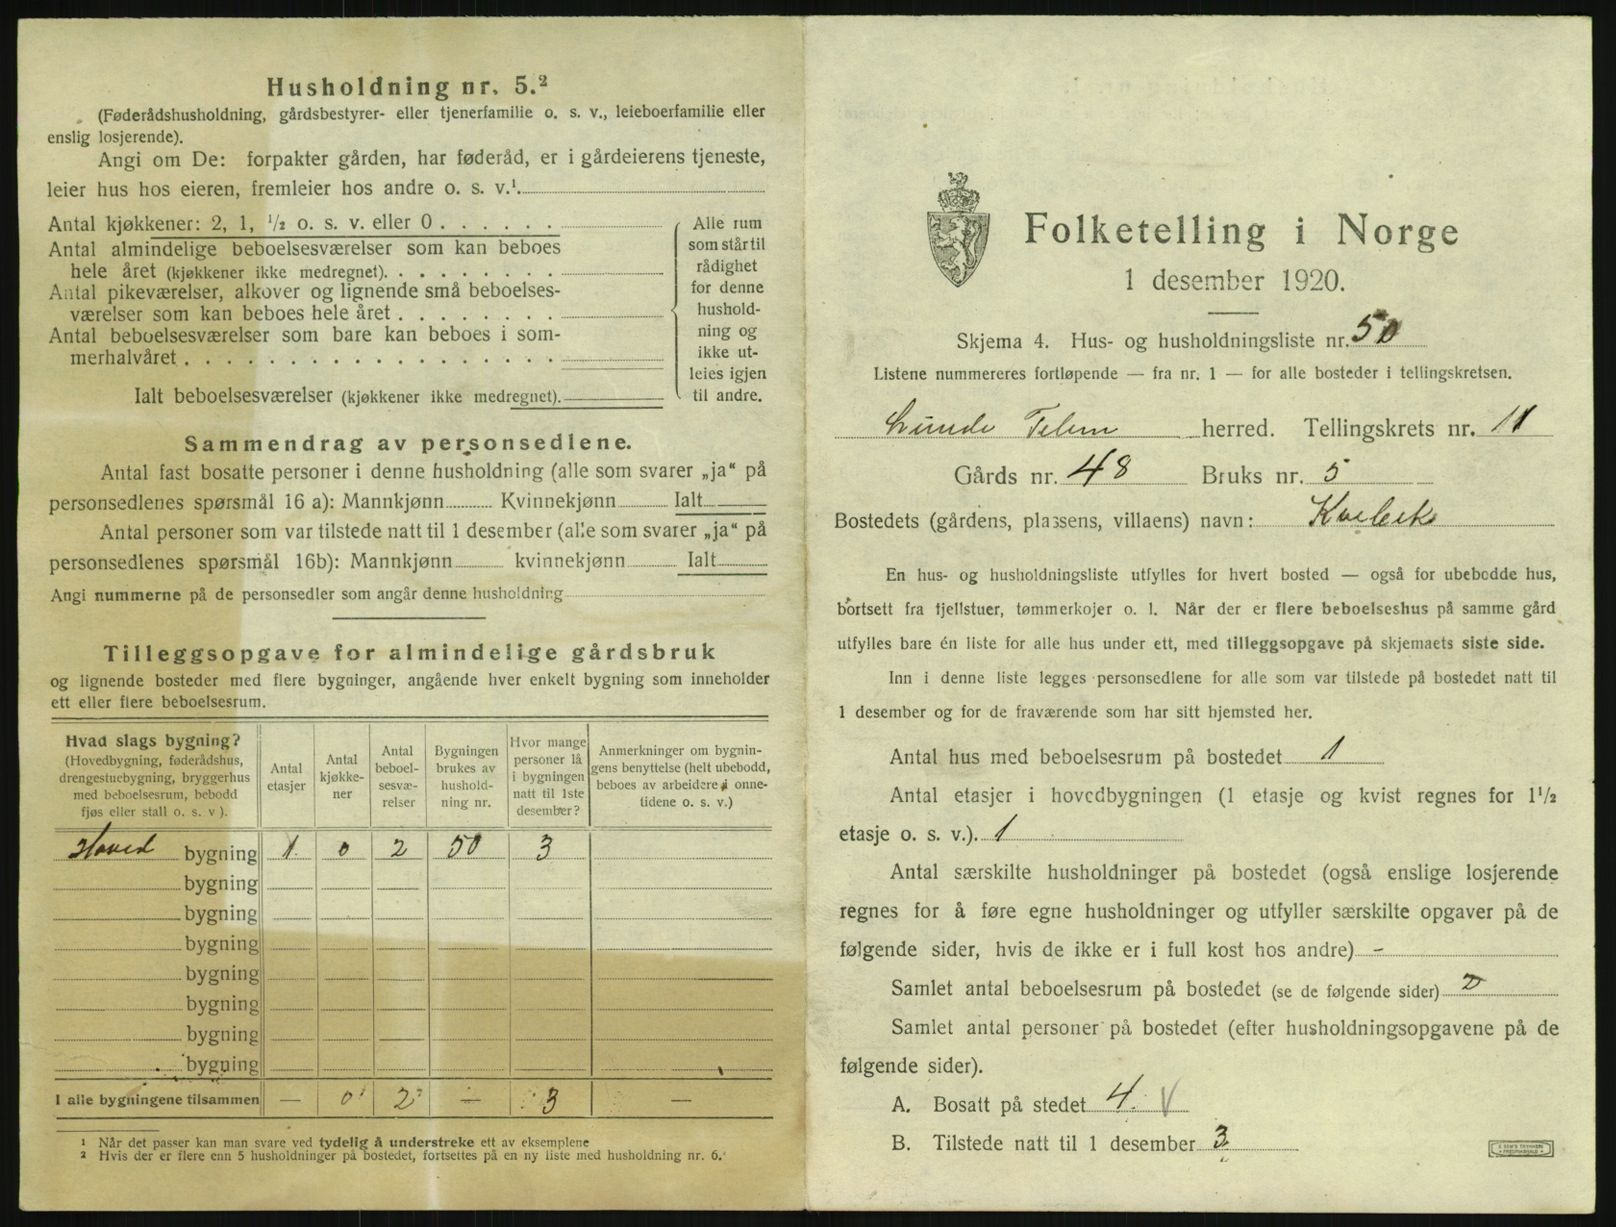 Husholdning nr. 5.²
(Føderådshusholdning, gårdsbestyrer- eller tjenerfamilie o. s. v., leieboerfamilie eller
enslig losjerende).
Angi om De: forpakter gården, har føderåd, er i gårdeierens tjeneste,
leier hus hos eieren, fremleier hos andre o. s. v.¹
Antal kjøkkener: 2, 1, ½ o. s. v. eller 0
Antal almindelige beboelsesværelser som kan beboes
hele året (kjøkkener ikke medregnet)
Antal pikeværelser, alkover og lignende små beboelses-
værelser som kan beboes hele året
Antal beboelsesværelser som bare kan beboes i som-
merhalvåret
Alle rum
som står til
rådighet
for denne
hushold-
ning og
ikke ut-
leies igjen
til andre.
Ialt beboelsesværelser (kjøkkener ikke medregnet).
Sammendrag av personsedlene.
Antal fast bosatte personer i denne husholdning (alle som svarer „ja“ på
personsedlenes spørsmål 16 a): Mannkjønn Kvinnekjønn Ialt
Antal personer som var tilstede natt til 1 desember (alle som svarer „ja“ på
personsedlenes spørsmål 16b): Mannkjønn kvinnekjønn Ialt
Angi nummerne på de personsedler som angår denne husholdning
Tilleggsopgave for almindelige gårdsbruk
og lignende bosteder med flere bygninger, angående hver enkelt bygning som inneholder
ett eller flere beboelsesrum.
Hvad slags bygning?
(Hovedbygning, føderådshus,
drengestuebygning, bryggerhus
med beboelsesrum, bebodd
fjøs eller stall o. s. v ).
Antal
etasjer
Antal
kjøkke-
ner
Antal
beboel-
sesvæ-
relser
Bygningen
brukes av
hushold-
ning nr.
Hvor mange
personer lå
i bygningen
natt til 1ste
desember?
Anmerkninger om bygnin-
gens benyttelse (helt ubebodd,
beboes av arbeidere i onne-
tidene o. s. v.)
Hoved bygning 1 0 2 50 3
bygning
bygning
bygning
bygning
bygning
bygning
bygning
I alle bygningene tilsammen — 0 2 — 3 —
¹ Når det passer kan man svare ved tydelig å understreke ett av eksemplene
² Hvis der er flere enn 5 husholdninger på bostedet, fortsettes på en ny liste med husholdning nr. 6.
Folketelling i Norge
1 desember 1920.
Skjema 4. Hus- og husholdningsliste nr. 50
Listene nummereres fortløpende — fra nr. 1 — for alle bosteder i tellingskretsen.
Lunde Telem herred. Tellingskrets nr. 11
Gårds nr. 48 Bruks nr. 5
Bostedets (gårdens, plassens, villaens) navn: Kvebek
En hus- og husholdningsliste utfylles for hvert bosted — også for ubebodde hus,
bortsett fra fjellstuer, tømmerkojer o. l. Når der er flere beboelseshus på samme gård
utfylles bare én liste for alle hus under ett, med tilleggsopgave på skjemaets siste side.
Inn i denne liste legges personsedlene for alle som var tilstede på bostedet natt til
1 desember og for de fraværende som har sitt hjemsted her.
Antal hus med beboelsesrum på bostedet 1
Antal etasjer i hovedbygningen (1 etasje og kvist regnes for 1½
etasje o. s. v.). 1
Antal særskilte husholdninger på bostedet (også enslige losjerende
regnes for å føre egne husholdninger og utfyller særskilte opgaver på de
følgende sider, hvis de ikke er i full kost hos andre) -
Samlet antal beboelsesrum på bostedet (se de følgende sider) 2
Samlet antal personer på bostedet (efter husholdningsopgavene på de
følgende sider).
A. Bosatt på stedet 4. V
B. Tilstede natt til 1 desember 3